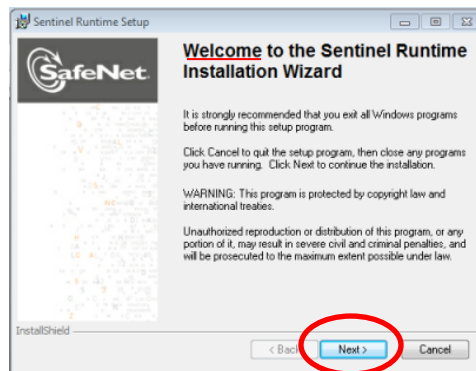 Sentinel Runtime Setup
SafeNet.
Welcome to the Sentinel Runtime
Installation Wizard
It is strongly recommended that you exit all Windows programs
before running this setup program.
Click Cancel to quit the setup program, then close any programs
you have running. Click Next to continue the installation.
WARNING: This program is protected by copyright law and
international treaties.
Unauthorized reproduction or distribution of this program, or any
portion of it, may result in severe civil and criminal penalties, and
will be prosecuted to the maximum extent possible under law.
InstallShield
< Back Next > Cancel